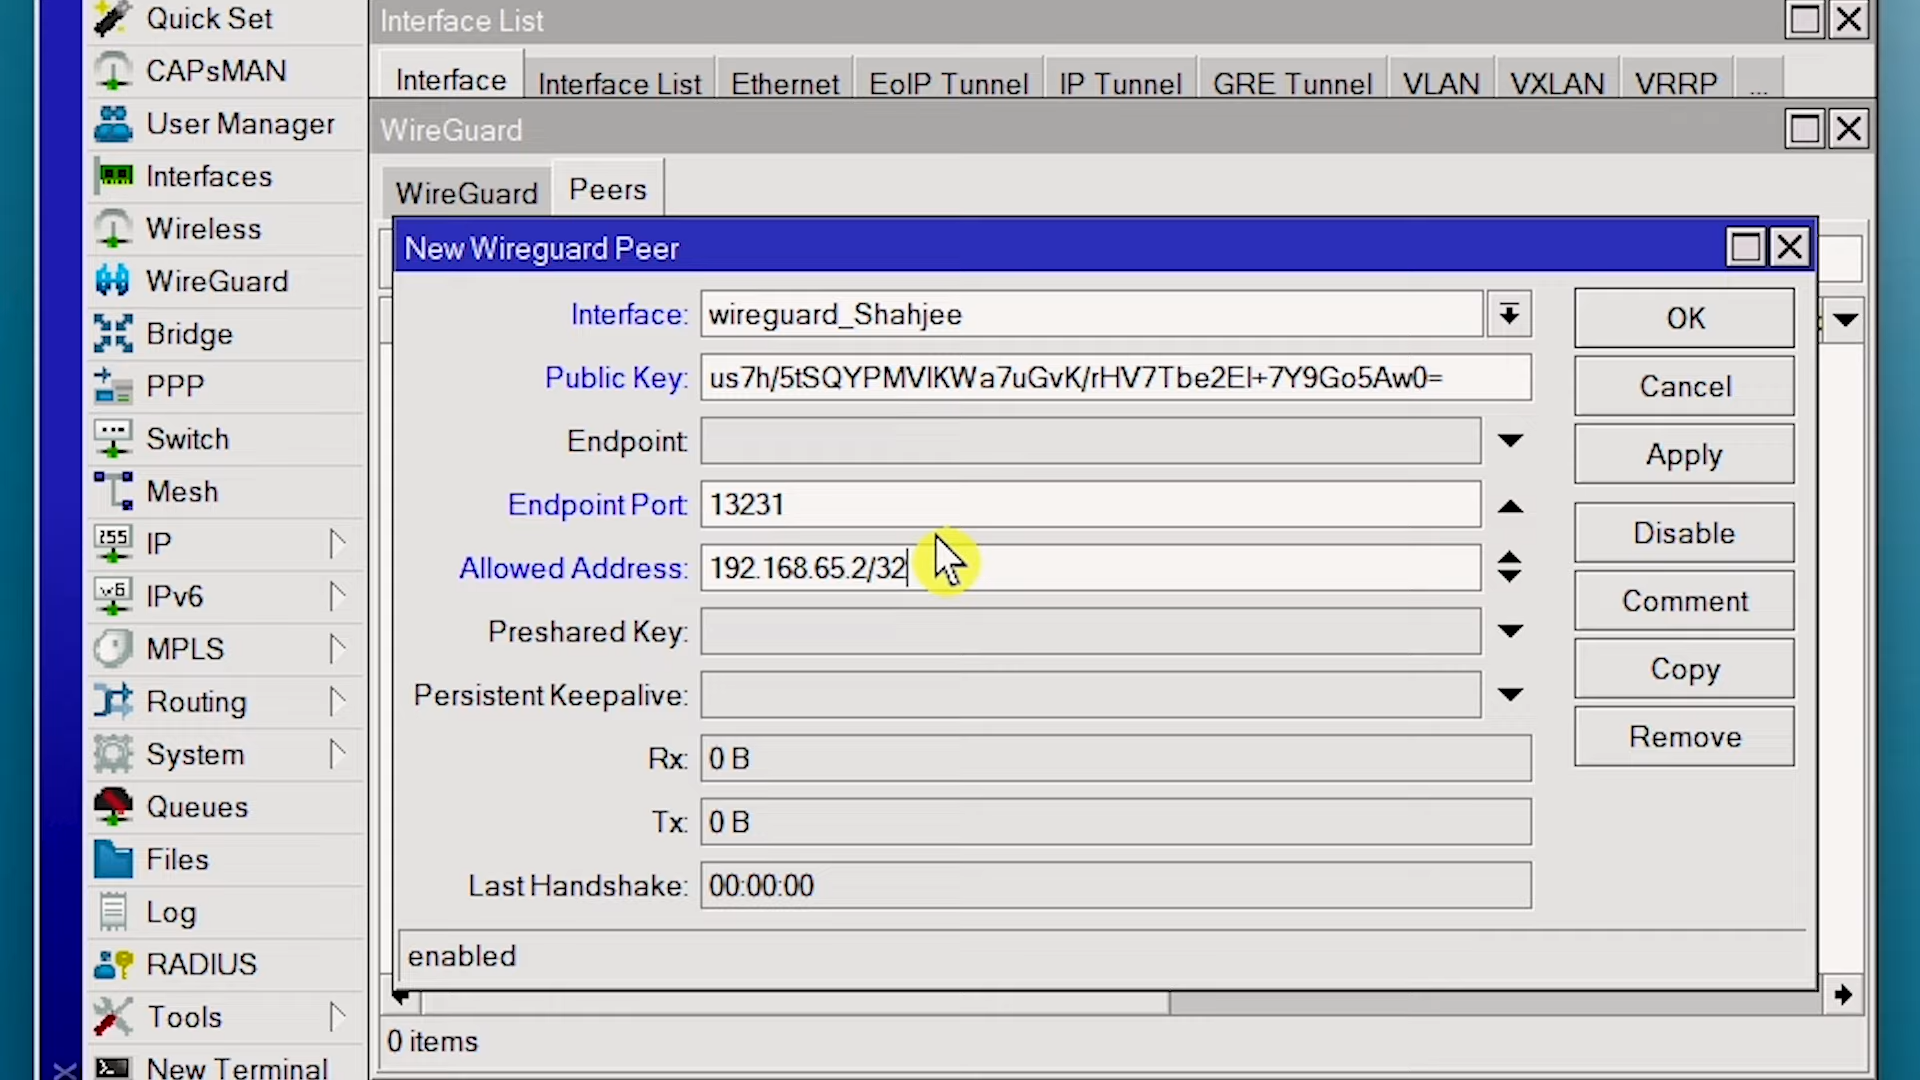 Quick Set
CAPsMAN
User Manager
Interfaces
Wireless
WireGuard
Bridge
PPP
Switch
Mesh
IP
IPv6
MPLS
Routing
System
Queues
Files
Log
RADIUS
Tools
New Terminal
Interface List
Interface Interface List Ethernet EoIP Tunnel IP Tunnel GRE Tunnel VLAN VXLAN VRRP ...
WireGuard
WireGuard Peers
New Wireguard Peer
Interface: wireguard_Shahjee
Public Key: us7h/5tSQYPMVlKWa7uGvK/rHV7Tbe2El+7Y9Go5Aw0=
Endpoint:
Endpoint Port: 13231
Allowed Address: 192.168.65.2/32
Preshared Key:
Persistent Keepalive:
Rx: 0 B
Tx: 0 B
Last Handshake: 00:00:00
OK
Cancel
Apply
Disable
Comment
Copy
Remove
enabled
0 items